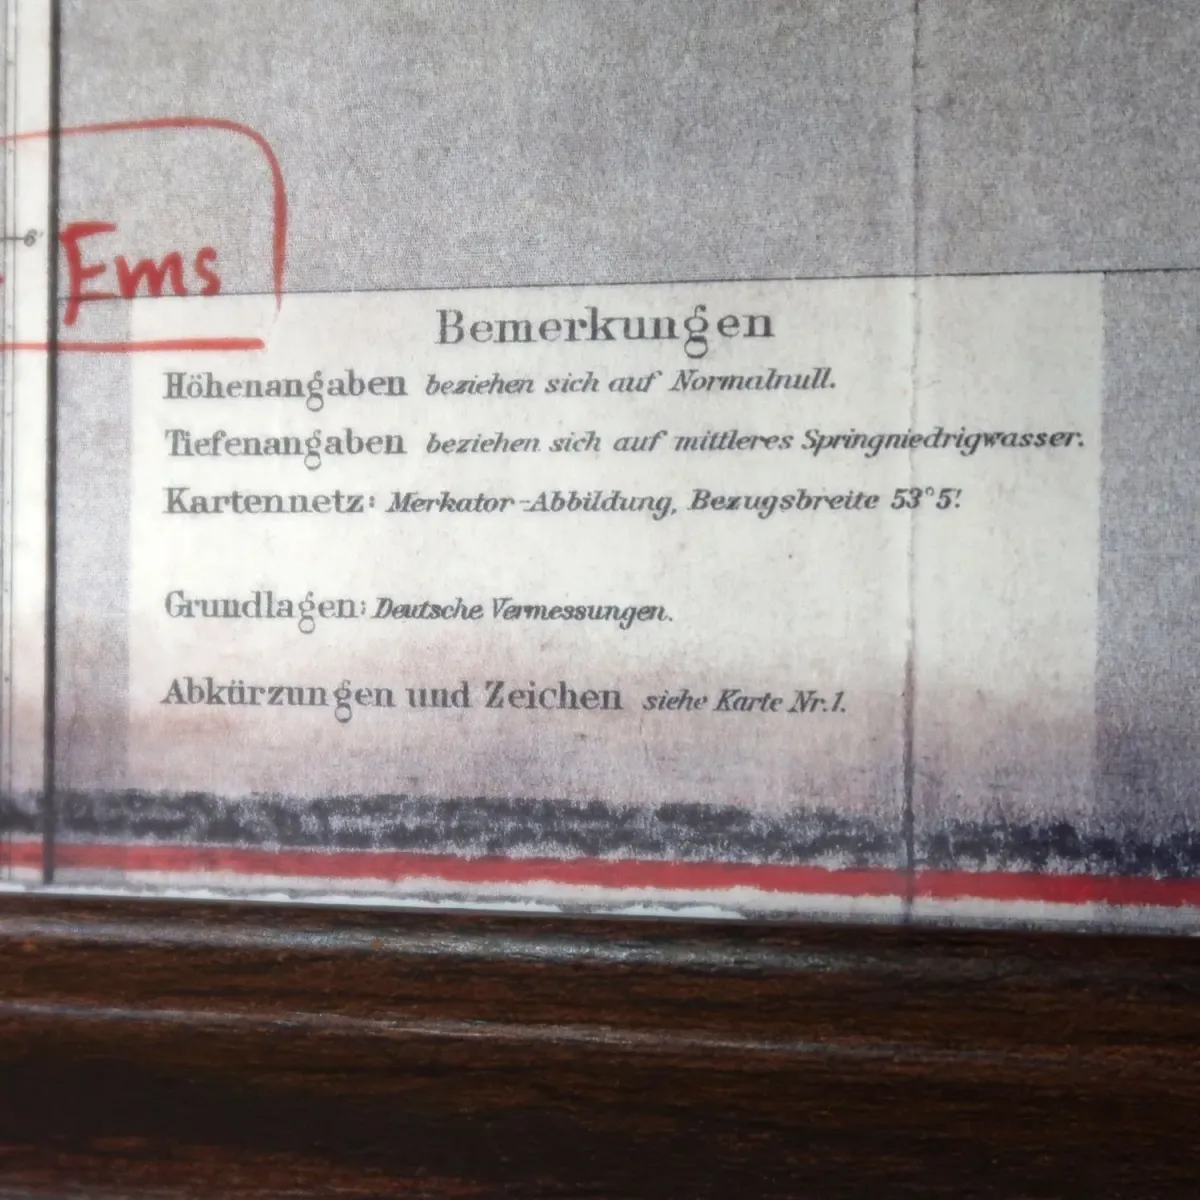 6'
Ems
Bemerkungen
Höhenangaben beziehen sich auf Normalnull.
Tiefenangaben beziehen sich auf mittleres Springniedrigwasser.
Kartennetz: Merkator-Abbildung, Bezugsbreite 53°5'.
Grundlagen: Deutsche Vermessungen.
Abkürzungen und Zeichen siehe Karte Nr.1.